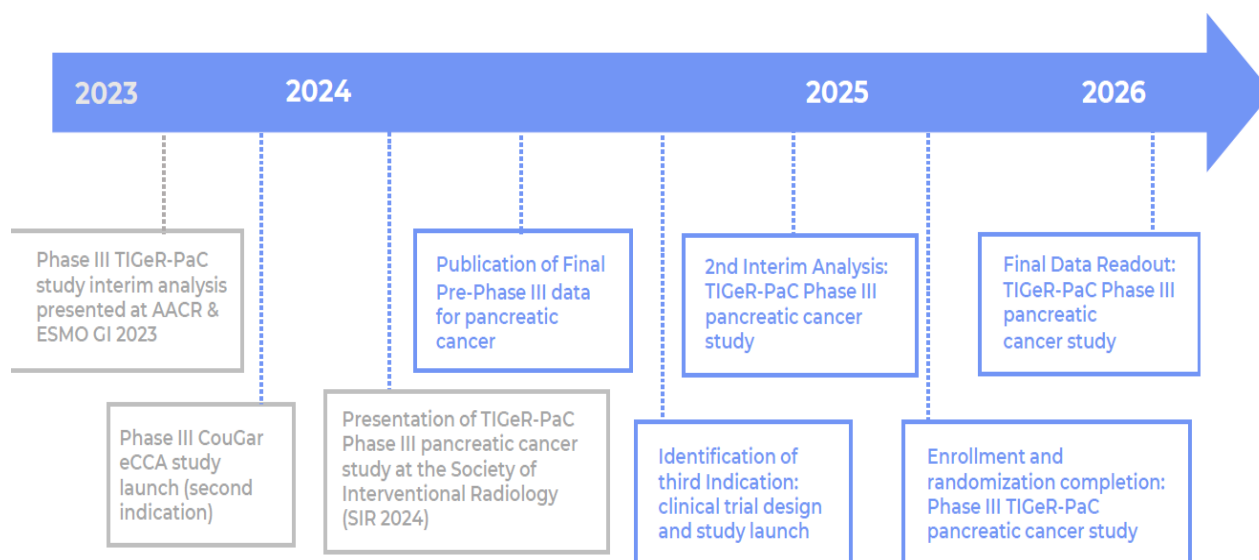 2023
2024
2025
2026
Phase III TIGeR-PaC
study interim analysis
presented at AACR &
ESMO GI 2023
Phase III CouGar
eCCA study
launch (second
indication)
Presentation of TIGeR-PaC
Phase III pancreatic cancer
study at the Society of
Interventional Radiology
(SIR 2024)
Publication of Final
Pre-Phase III data
for pancreatic
cancer
Identification of
third Indication:
clinical trial design
and study launch
2nd Interim Analysis:
TIGeR-PaC Phase III
pancreatic cancer
study
Enrollment and
randomization completion:
Phase III TIGeR-PaC
pancreatic cancer study
Final Data Readout:
TIGeR-PaC Phase III
pancreatic
cancer study